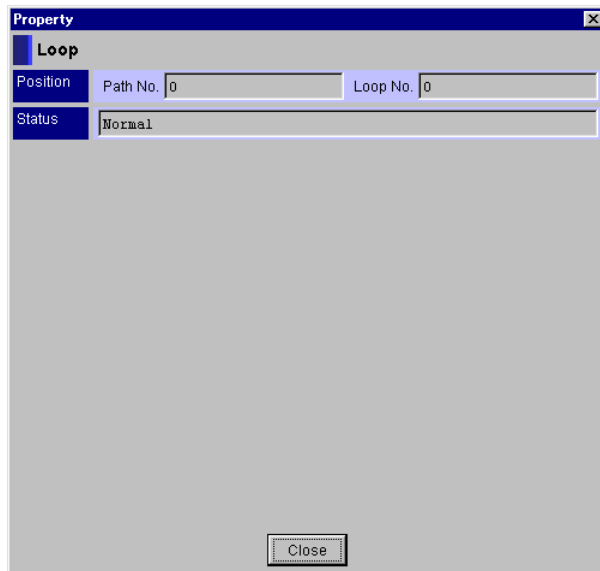 Property
Loop
Position Path No. 0 Loop No. 0
Status Normal
Close